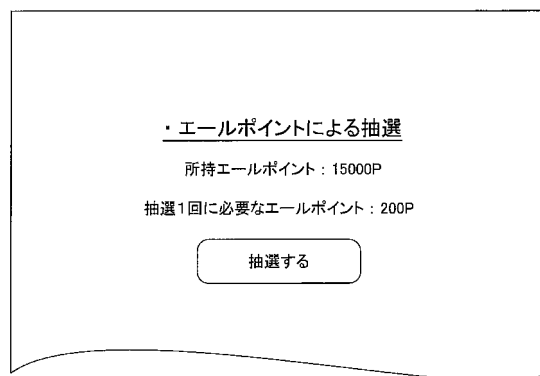 ・エールポイントによる抽選
所持エールポイント：15000P
抽選1回に必要なエールポイント：200P
抽選する